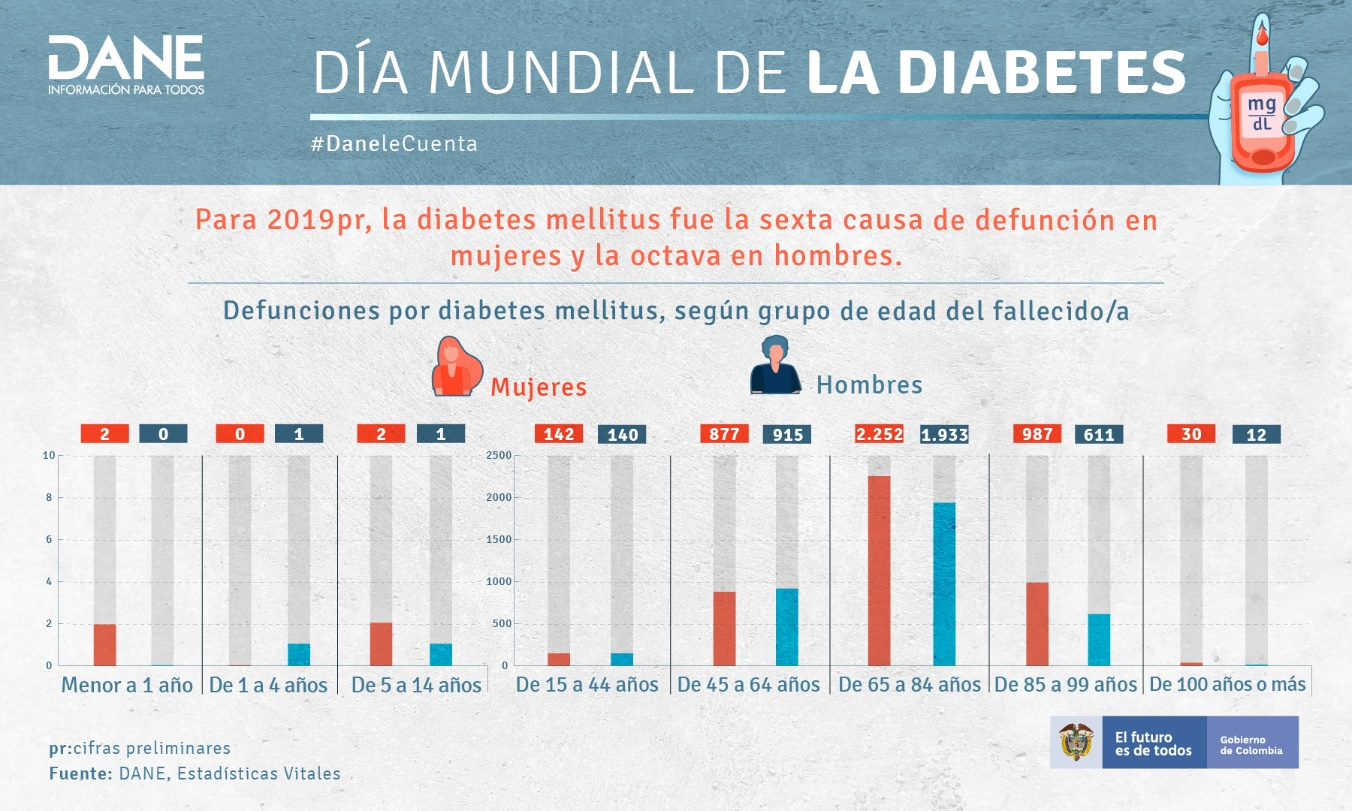 DANE
INFORMACIÓN PARA TODOS
DÍA MUNDIAL DE LA DIABETES
#DaneleCuenta
mg
dL
Para 2019pr, la diabetes mellitus fue la sexta causa de defunción en
mujeres y la octava en hombres.
Defunciones por diabetes mellitus, según grupo de edad del fallecido/a
Mujeres Hombres
2 0 0 1 2 1 142 140 877 915 2.252 1.933 987 611 30 12
10 2500
8 2000
6 1500
4 1000
2 500
0 0
Menor a 1 año De 1 a 4 años De 5 a 14 años De 15 a 44 años De 45 a 64 años De 65 a 84 años De 85 a 99 años De 100 años o más
pr:cifras preliminares
Fuente: DANE, Estadísticas Vitales
El futuro
es de todos
Gobierno
de Colombia